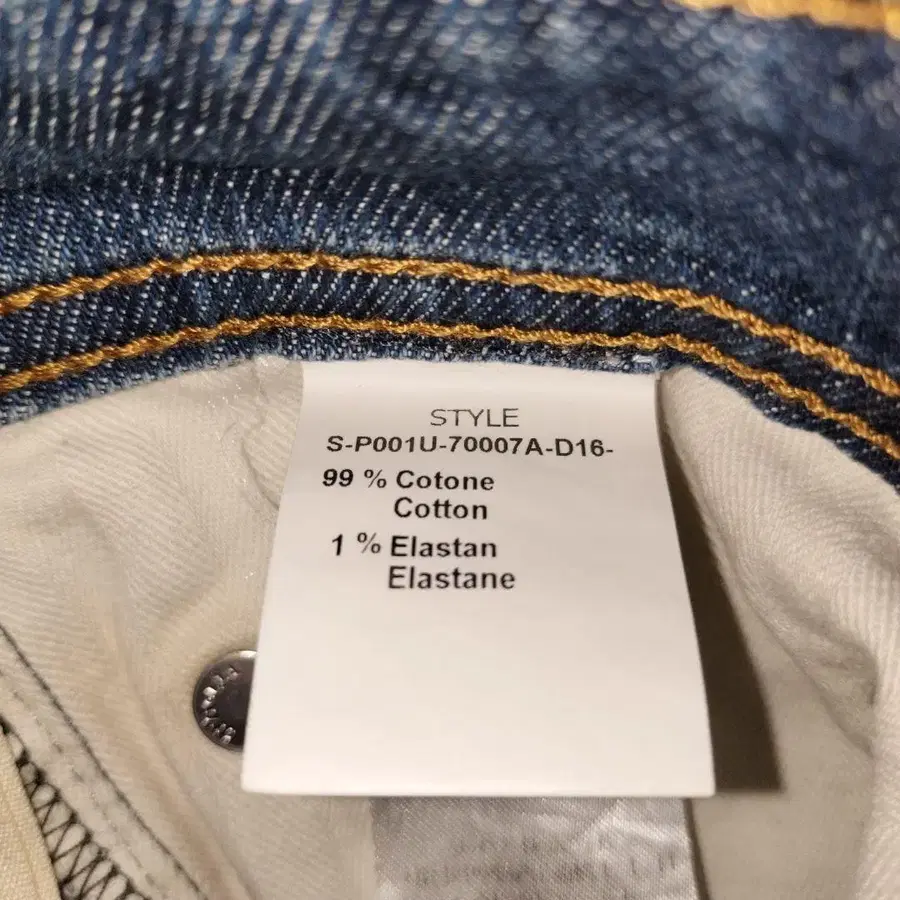 STYLE
S-P001U-70007A-D16-
99 % Cotone
Cotton
1 % Elastan
Elastane